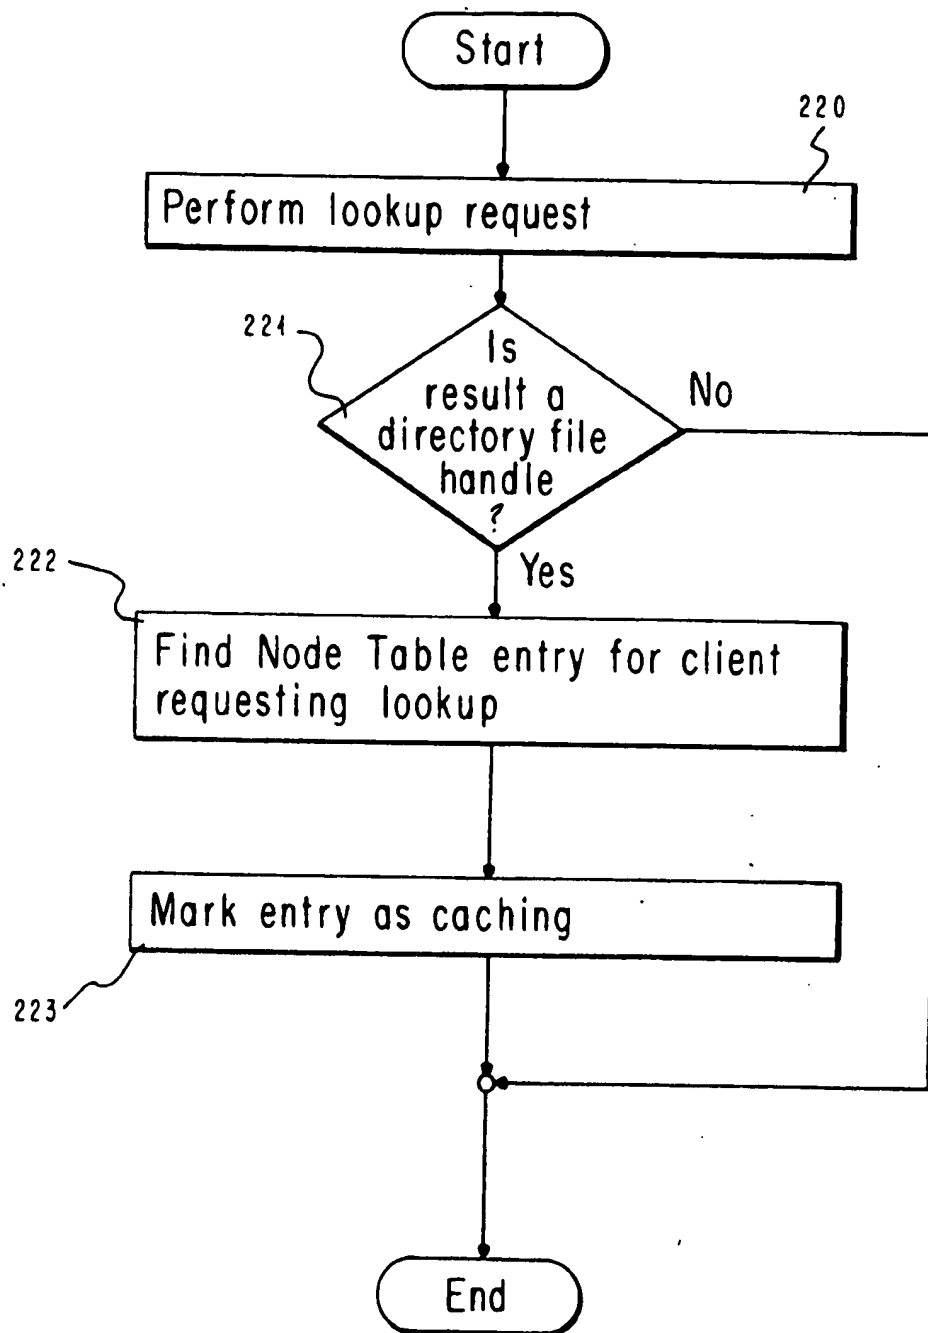 Start
220
Perform lookup request
221
Is
result a
directory file
handle
?
No
Yes
222
Find Node Table entry for client
requesting lookup
Mark entry as caching
223
End